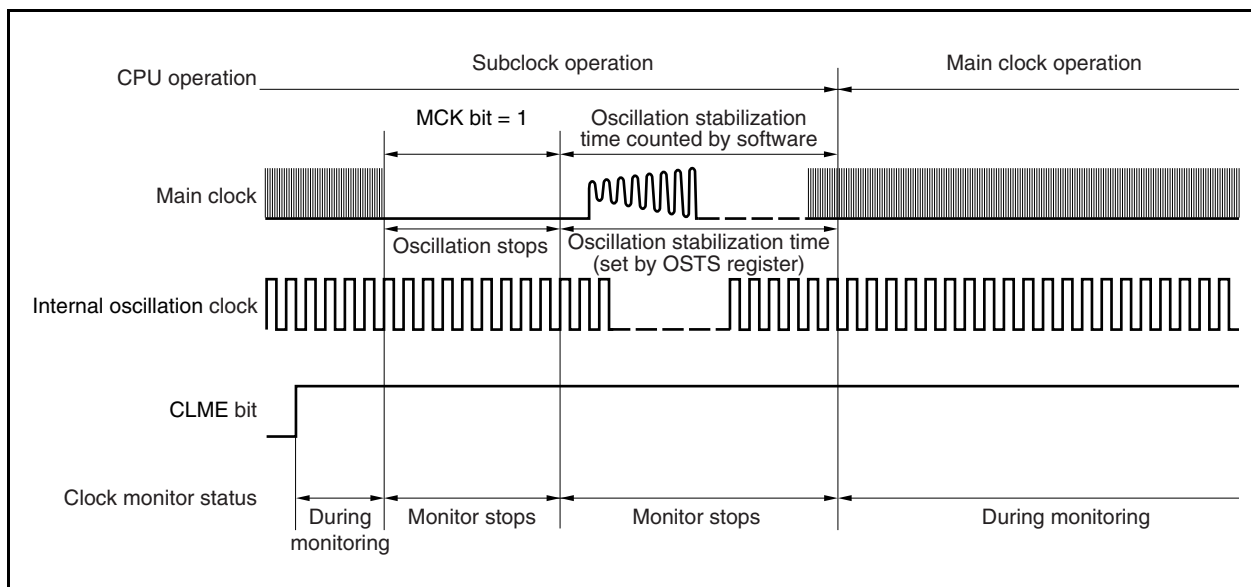 Subclock operation
Main clock operation
CPU operation
MCK bit = 1
Oscillation stabilization
time counted by software
Main clock
Oscillation stops
Oscillation stabilization time
(set by OSTS register)
Internal oscillation clock
CLME bit
Clock monitor status
During
monitoring
Monitor stops
Monitor stops
During monitoring